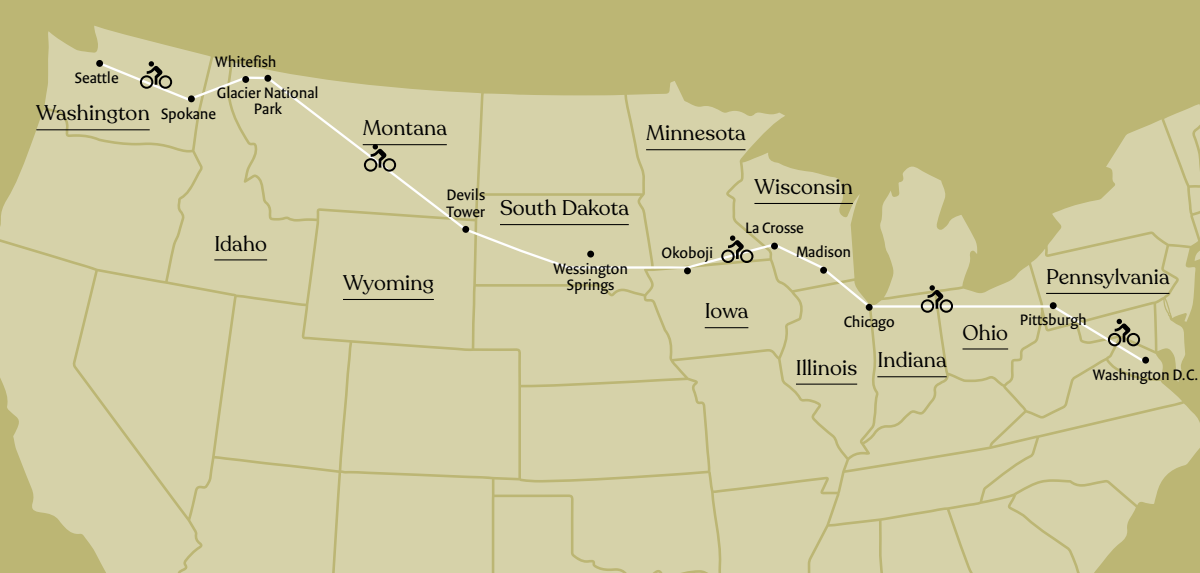 Whitefish
Seattle
Glacier National
Park
Washington
Spokane
Montana
Minnesota
Devils
Tower
South Dakota
Wisconsin
Idaho
La Crosse
Okoboji
Madison
Wessington
Springs
Wyoming
Pennsylvania
Iowa
Chicago
Pittsburgh
Ohio
Illinois
Indiana
Washington D.C.